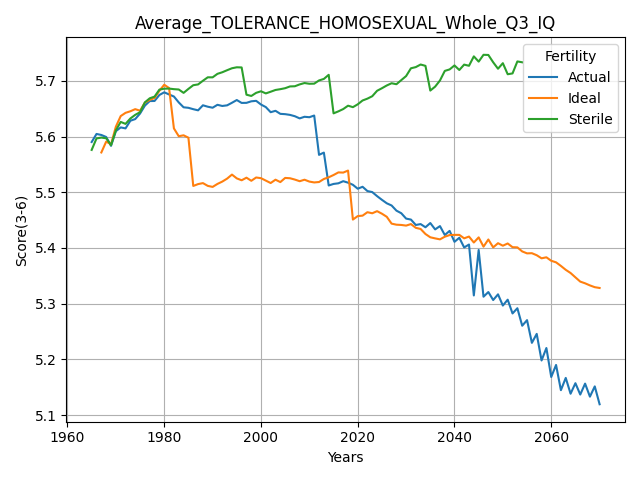 Average_TOLERANCE_HOMOSEXUAL_Whole_Q3_IQ
Fertility
Actual
Ideal
Sterile
Score(3-6)
5.7
5.6
5.5
5.4
5.3
5.2
5.1
1960 1980 2000 2020 2040 2060
Years